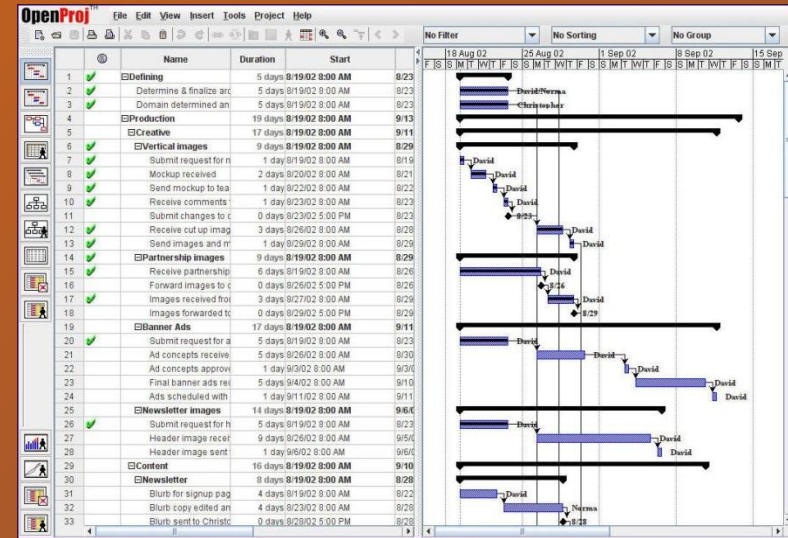 OpenProj
File Edit View Insert Tools Project Help
No Filter No Sorting No Group
Name Duration Start
18 Aug 02 25 Aug 02 1 Sep 02 8 Sep 02 15 Sep
F S S M T W T F S S M T W T F S S M T W T F S S M T W T F S S M T
1 Defining 5 days 8/19/02 8:00 AM 8/23
2 Determine & finalize arc 5 days 8/19/02 8:00 AM 8/23 David/Norma
3 Domain determined an 5 days 8/19/02 8:00 AM 8/23 Christopher
4 Production 19 days 8/19/02 8:00 AM 9/13
5 Creative 17 days 8/19/02 8:00 AM 9/11
6 Vertical images 9 days 8/19/02 8:00 AM 8/29
7 Submit request for n 1 day 8/19/02 8:00 AM 8/19 David
8 Mockup received 2 days 8/20/02 8:00 AM 8/21 David
9 Send mockup to tea 1 day 8/22/02 8:00 AM 8/22 David
10 Receive comments 1 day 8/23/02 8:00 AM 8/23 David
11 Submit changes to c 0 days 8/23/02 5:00 PM 8/23 8/23
12 Receive cut up imag 3 days 8/26/02 8:00 AM 8/28 David
13 Send images and m 1 day 8/29/02 8:00 AM 8/29 David
14 Partnership images 9 days 8/19/02 8:00 AM 8/29
15 Receive partnership 6 days 8/19/02 8:00 AM 8/26 David
16 Forward images to c 0 days 8/26/02 5:00 PM 8/26 8/26
17 Images received fro 3 days 8/27/02 8:00 AM 8/29 David
18 Images forwarded to 0 days 8/29/02 5:00 PM 8/29 8/29
19 Banner Ads 17 days 8/19/02 8:00 AM 9/11
20 Submit request for a 5 days 8/19/02 8:00 AM 8/23 David
21 Ad concepts receive 5 days 8/26/02 8:00 AM 8/30 David
22 Ad concepts approve 1 day 9/3/02 8:00 AM 9/3/0 David
23 Final banner ads rec 5 days 9/4/02 8:00 AM 9/10 David
24 Ads scheduled with 1 day 9/11/02 8:00 AM 9/11 David
25 Newsletter images 14 days 8/19/02 8:00 AM 9/6/0
26 Submit request for h 5 days 8/19/02 8:00 AM 8/23 David
27 Header image recei 9 days 8/26/02 8:00 AM 9/5/0 David
28 Header image sent 1 day 9/6/02 8:00 AM 9/6/0 David
29 Content 16 days 8/19/02 8:00 AM 9/10
30 Newsletter 8 days 8/19/02 8:00 AM 8/28
31 Blurb for signup pag 4 days 8/19/02 8:00 AM 8/22 David
32 Blurb copy edited an 4 days 8/23/02 8:00 AM 8/28 Norma
33 Blurb sent to Christc 0 days 8/28/02 5:00 PM 8/28 8/28